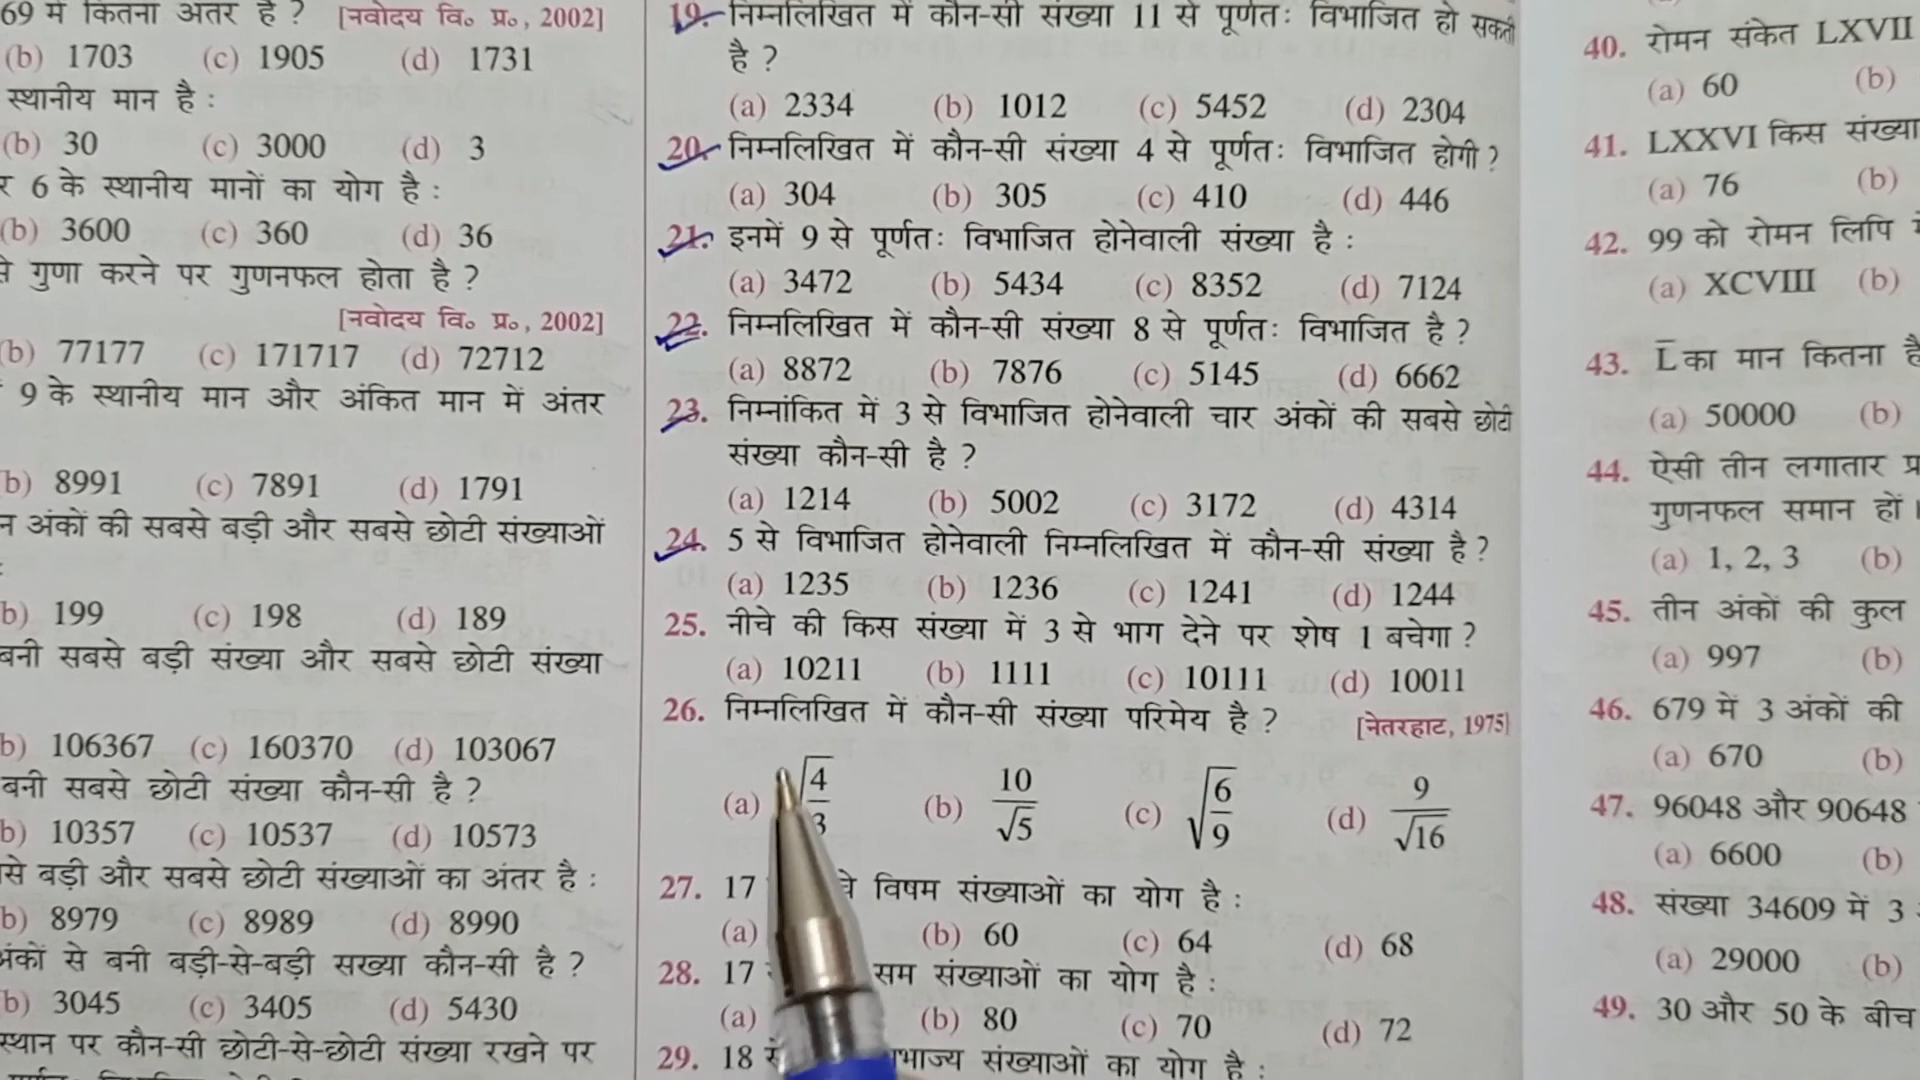 69 में कितना अंतर है ? [नवोदय वि० प्र०, 2002]
(b) 1703 (c) 1905 (d) 1731
स्थानीय मान है :
(b) 30 (c) 3000 (d) 3
र 6 के स्थानीय मानों का योग है :
(b) 3600 (c) 360 (d) 36
से गुणा करने पर गुणनफल होता है ?
[नवोदय वि० प्र०, 2002]
(b) 77177 (c) 171717 (d) 72712
9 के स्थानीय मान और अंकित मान में अंतर
b) 8991 (c) 7891 (d) 1791
न अंकों की सबसे बड़ी और सबसे छोटी संख्याओं
:
b) 199 (c) 198 (d) 189
बनी सबसे बड़ी संख्या और सबसे छोटी संख्या
b) 106367 (c) 160370 (d) 103067
बनी सबसे छोटी संख्या कौन-सी है ?
b) 10357 (c) 10537 (d) 10573
से बड़ी और सबसे छोटी संख्याओं का अंतर है :
b) 8979 (c) 8989 (d) 8990
अंकों से बनी बड़ी-से-बड़ी सख्या कौन-सी है ?
b) 3045 (c) 3405 (d) 5430
स्थान पर कौन-सी छोटी-से-छोटी संख्या रखने पर
19. निम्नलिखित में कौन-सी संख्या 11 से पूर्णतः विभाजित हो सकती
है ?
(a) 2334 (b) 1012 (c) 5452 (d) 2304
20. निम्नलिखित में कौन-सी संख्या 4 से पूर्णतः विभाजित होगी ?
(a) 304 (b) 305 (c) 410 (d) 446
21. इनमें 9 से पूर्णतः विभाजित होनेवाली संख्या है :
(a) 3472 (b) 5434 (c) 8352 (d) 7124
22. निम्नलिखित में कौन-सी संख्या 8 से पूर्णतः विभाजित है ?
(a) 8872 (b) 7876 (c) 5145 (d) 6662
23. निम्नांकित में 3 से विभाजित होनेवाली चार अंकों की सबसे छोटी
संख्या कौन-सी है ?
(a) 1214 (b) 5002 (c) 3172 (d) 4314
24. 5 से विभाजित होनेवाली निम्नलिखित में कौन-सी संख्या है ?
(a) 1235 (b) 1236 (c) 1241 (d) 1244
25. नीचे की किस संख्या में 3 से भाग देने पर शेष 1 बचेगा ?
(a) 10211 (b) 1111 (c) 10111 (d) 10011
26. निम्नलिखित में कौन-सी संख्या परिमेय है ? [नेतरहाट, 1975]
(a) √4/3 (b) 10/√5 (c) √(6/9) (d) 9/√16
27. 17 विषम संख्याओं का योग है :
(a) (b) 60 (c) 64 (d) 68
28. 17 सम संख्याओं का योग है :
(a) (b) 80 (c) 70 (d) 72
29. 18 संख्याओं का योग है :
40. रोमन संकेत LXVII
(a) 60 (b)
41. LXXVI किस संख्या
(a) 76 (b)
42. 99 को रोमन लिपि
(a) XCVIII (b)
43. L̅ का मान कितना है
(a) 50000 (b)
44. ऐसी तीन लगातार प्र
गुणनफल समान हों ।
(a) 1, 2, 3 (b)
45. तीन अंकों की कुल
(a) 997 (b)
46. 679 में 3 अंकों की
(a) 670 (b)
47. 96048 और 90648
(a) 6600 (b)
48. संख्या 34609 में 3
(a) 29000 (b)
49. 30 और 50 के बीच